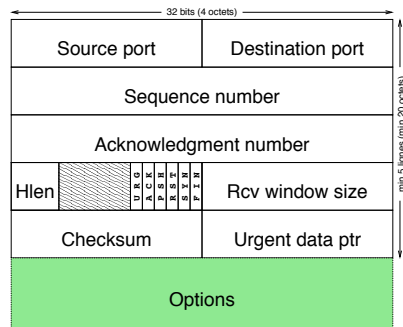 32 bits (4 octets)
Source port Destination port
Sequence number
Acknowledgment number
Hlen URG ACK PSH RST SYN FIN Rcv window size
Checksum Urgent data ptr
Options
min 5 lignes (min 20 octets)